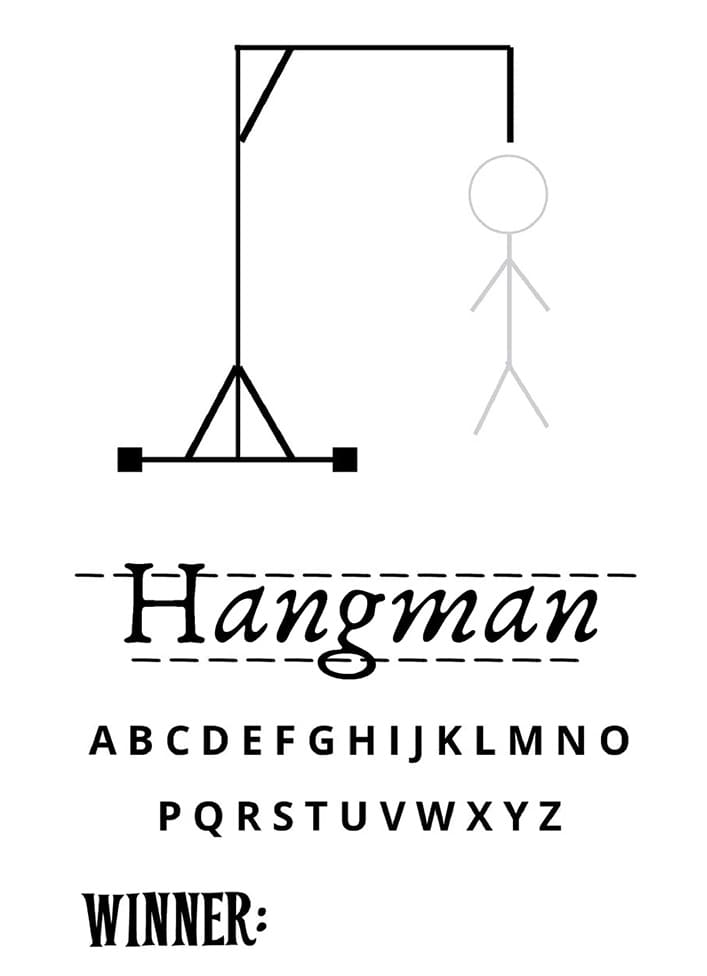 Hangman
A B C D E F G H I J K L M N O
P Q R S T U V W X Y Z
WINNER: